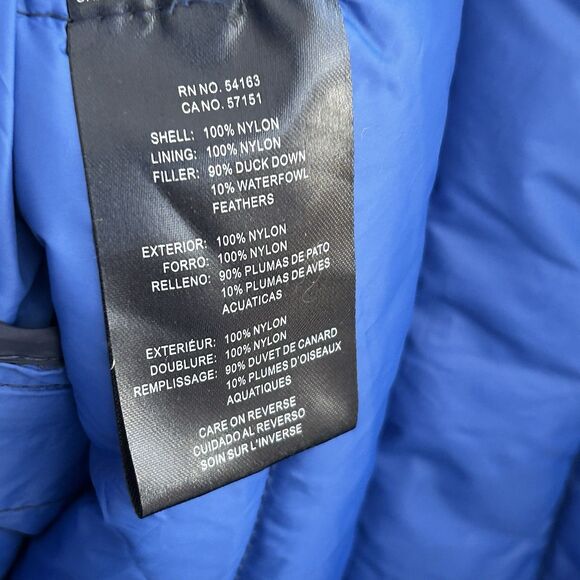 RN NO. 54163
CA NO. 57151
SHELL: 100% NYLON
LINING: 100% NYLON
FILLER: 90% DUCK DOWN
10% WATERFOWL
FEATHERS
EXTERIOR: 100% NYLON
FORRO: 100% NYLON
RELLENO: 90% PLUMAS DE PATO
10% PLUMAS DE AVES
ACUATICAS
EXTERIÉUR: 100% NYLON
DOUBLURE: 100% NYLON
REMPLISSAGE: 90% DUVET DE CANARD
10% PLUMES D'OISEAUX
AQUATIQUES
CARE ON REVERSE
CUIDADO AL REVERSO
SOIN SUR L'INVERSE